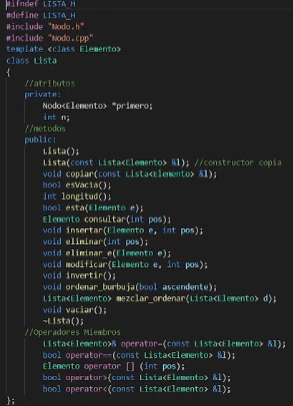 #ifndef LISTA_H
#define LISTA_H
#include "Nodo.h"
#include "Nodo.cpp"
template <class Elemento>
class Lista
{
//atributos
private:
Nodo<Elemento> *primero;
int n;
//metodos
public:
Lista();
Lista(const Lista<Elemento> &l); //constructor copia
void copiar(const Lista<Elemento> &l);
bool esVacia();
int longitud();
bool esta(Elemento e);
Elemento consultar(int pos);
void insertar(Elemento e, int pos);
void eliminar(int pos);
void eliminar_e(Elemento e);
void modificar(Elemento e, int pos);
void invertir();
void ordenar_burbuja(bool ascendente);
Lista<Elemento> mezclar_ordenar(Lista<Elemento> d);
void vaciar();
~Lista();
//Operadores Miembros
Lista<Elemento>& operator=(const Lista<Elemento> &l);
bool operator==(const Lista<Elemento> &l);
Elemento operator [] (int pos);
bool operator>(const Lista<Elemento> &l);
bool operator<(const Lista<Elemento> &l);
};